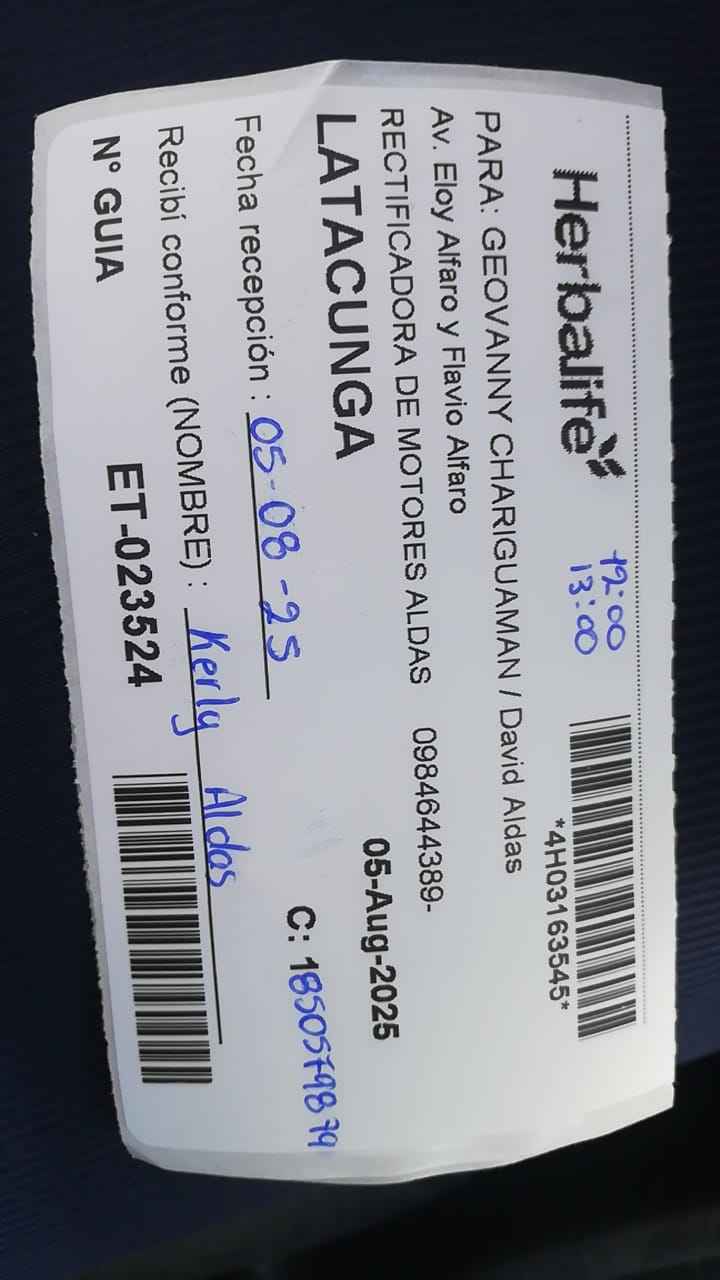 Herbalife
12:00
13:00
*4H03163545*
PARA: GEOVANNY CHARIGUAMAN / David Aldas
Av. Eloy Alfaro y Flavio Alfaro
RECTIFICADORA DE MOTORES ALDAS 0984644389-
LATACUNGA 05-Aug-2025
Fecha recepción : 05-08-25 C: 1850579879
Recibí conforme (NOMBRE) : Kerly Aldas
N° GUIA ET-023524